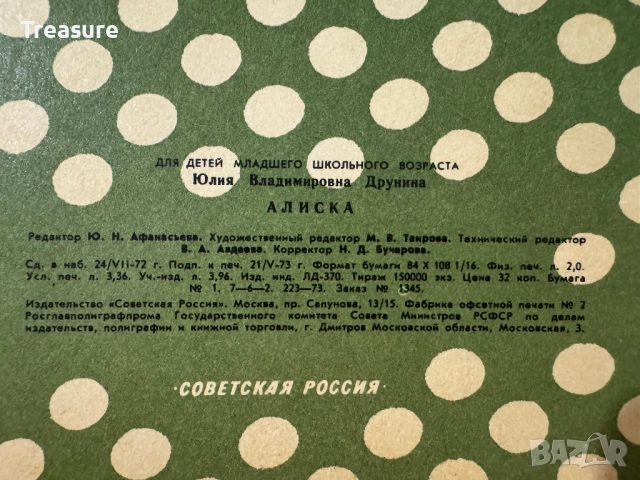 Treasure
ДЛЯ ДЕТЕЙ МЛАДШЕГО ШКОЛЬНОГО ВОЗРАСТА
Юлия Владимировна Друнина
АЛИСКА
Редактор Ю. Н. Афанасьева. Художественный редактор М. В. Таирова. Технический редактор
В. А. Авдеева. Корректор Н. Д. Бучарова.
Сд. в наб. 24/VII-72 г. Подп. к печ. 21/V-73 г. Формат бумаги 84 Х 108 1/16. Физ. печ. л. 2,0.
Усл. печ. л. 3,36. Уч.-изд. л. 3,96. Изд. инд. ЛД-370. Тираж 150000 экз. Цена 32 коп. Бумага
№ 1. 7—6—2. 223—73. Заказ № 1345.
Издательство «Советская Россия». Москва, пр. Сапунова, 13/15. Фабрика офсетной печати № 2
Росглавполиграфпрома Государственного комитета Совета Министров РСФСР по делам
издательств, полиграфии и книжной торговли, г. Дмитров Московской области, Московская, 3.
·СОВЕТСКАЯ РОССИЯ·
BAZAR
bg